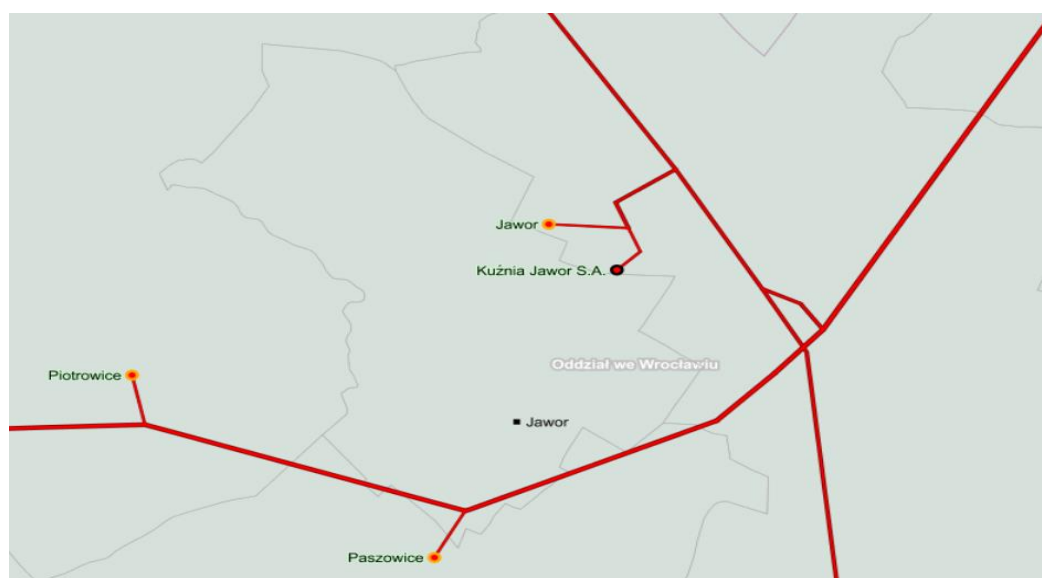 Jawor
Kuźnia Jawor S.A.
Oddział we Wrocławiu
Piotrowice
Jawor
Paszowice